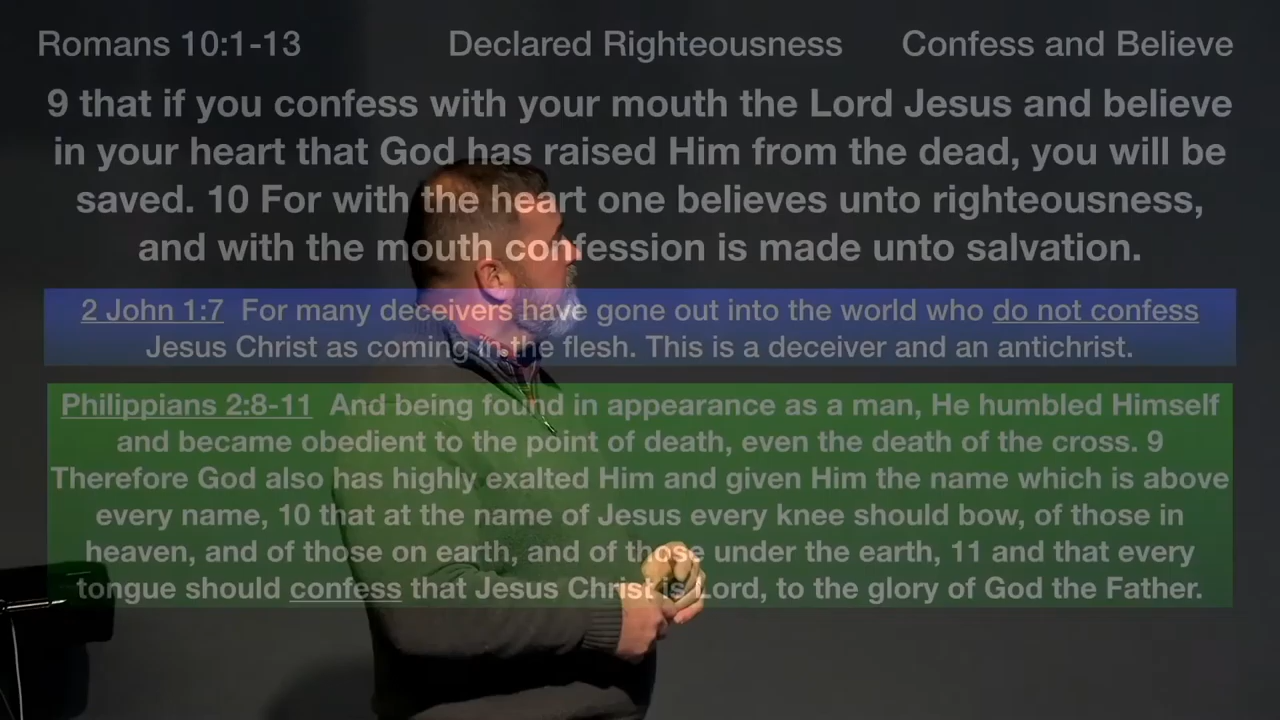 Romans 10:1-13 Declared Righteousness Confess and Believe
9 that if you confess with your mouth the Lord Jesus and believe
in your heart that God has raised Him from the dead, you will be
saved. 10 For with the heart one believes unto righteousness,
and with the mouth confession is made unto salvation.
2 John 1:7 For many deceivers have gone out into the world who do not confess
Jesus Christ as coming in the flesh. This is a deceiver and an antichrist.
Philippians 2:8-11 And being found in appearance as a man, He humbled Himself
and became obedient to the point of death, even the death of the cross. 9
Therefore God also has highly exalted Him and given Him the name which is above
every name, 10 that at the name of Jesus every knee should bow, of those in
heaven, and of those on earth, and of those under the earth, 11 and that every
tongue should confess that Jesus Christ is Lord, to the glory of God the Father.